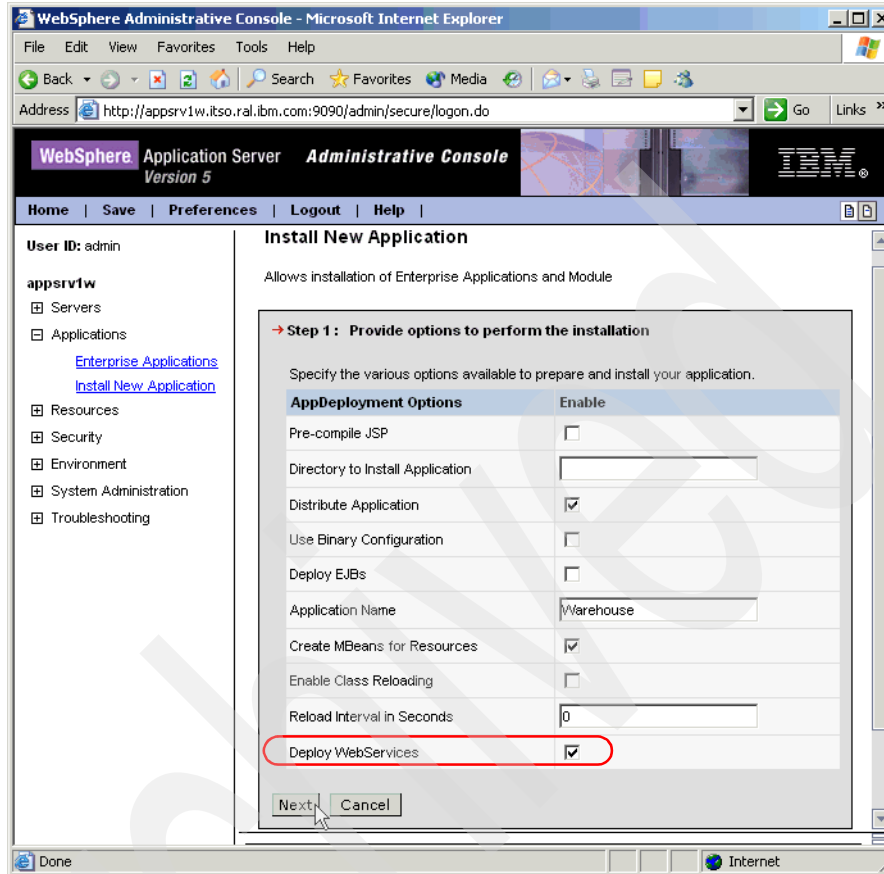 WebSphere Administrative Console - Microsoft Internet Explorer
File Edit View Favorites Tools Help
Back Search Favorites Media
Address http://appsrv1w.itso.ral.ibm.com:9090/admin/secure/logon.do Go Links »
WebSphere. Application Server Administrative Console
Version 5
IBM®
Home | Save | Preferences | Logout | Help |
User ID: admin
appsrv1w
Servers
Applications
Enterprise Applications
Install New Application
Resources
Security
Environment
System Administration
Troubleshooting
Install New Application
Allows installation of Enterprise Applications and Module
Step 1 : Provide options to perform the installation
Specify the various options available to prepare and install your application.
AppDeployment Options Enable
Pre-compile JSP
Directory to Install Application
Distribute Application
Use Binary Configuration
Deploy EJBs
Application Name Warehouse
Create MBeans for Resources
Enable Class Reloading
Reload Interval in Seconds 0
Deploy WebServices
Next Cancel
Done Internet